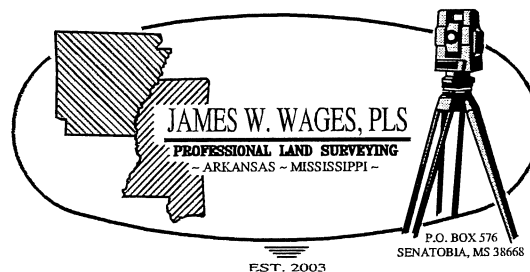 JAMES W. WAGES, PLS
PROFESSIONAL LAND SURVEYING
~ ARKANSAS ~ MISSISSIPPI ~
P.O. BOX 576
SENATOBIA, MS 38668
EST. 2003